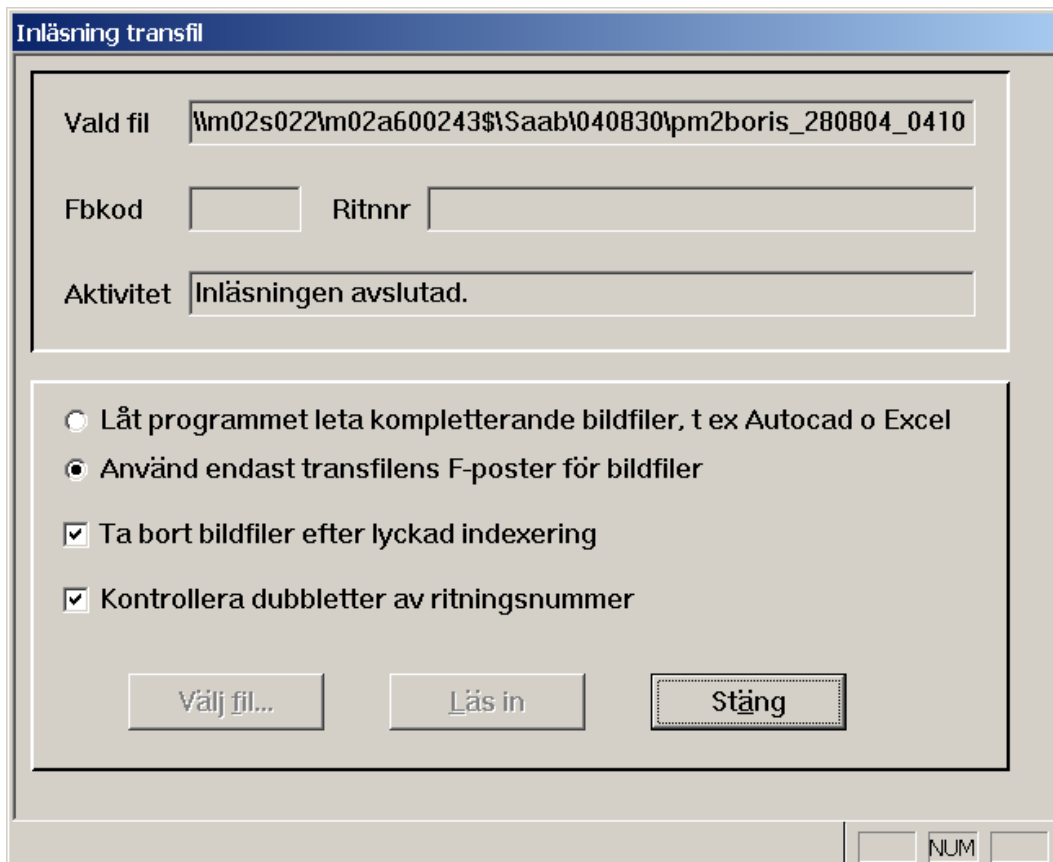 Inläsning transfil
Vald fil \\m02s022\m02a600243$\Saab\040830\pm2boris_280804_0410
Fbkod Ritnnr
Aktivitet Inläsningen avslutad.
Låt programmet leta kompletterande bildfiler, t ex Autocad o Excel
Använd endast transfilens F-poster för bildfiler
Ta bort bildfiler efter lyckad indexering
Kontrollera dubbletter av ritningsnummer
Välj fil... Läs in Stäng
NUM